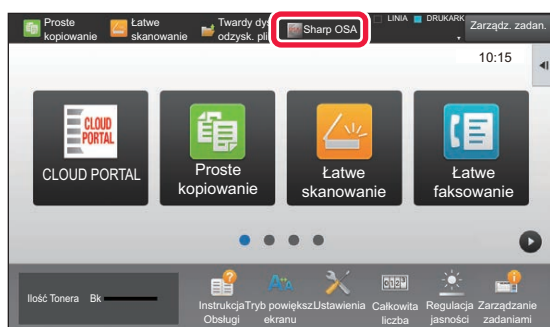 Proste
kopiowanie
Łatwe
skanowanie
Twardy dy
odzysk. pli
Sharp OSA
LINIA
DRUKARK
Zarządz. zadan.
10:15
CLOUD
PORTAL
CLOUD PORTAL
Proste
kopiowanie
Łatwe
skanowanie
Łatwe
faksowanie
Ilość Tonera Bk
Instrukcja
Obsługi
Tryb powiększ
ekranu
Ustawienia
Całkowita
liczba
Regulacja
jasności
Zarządzanie
zadaniami